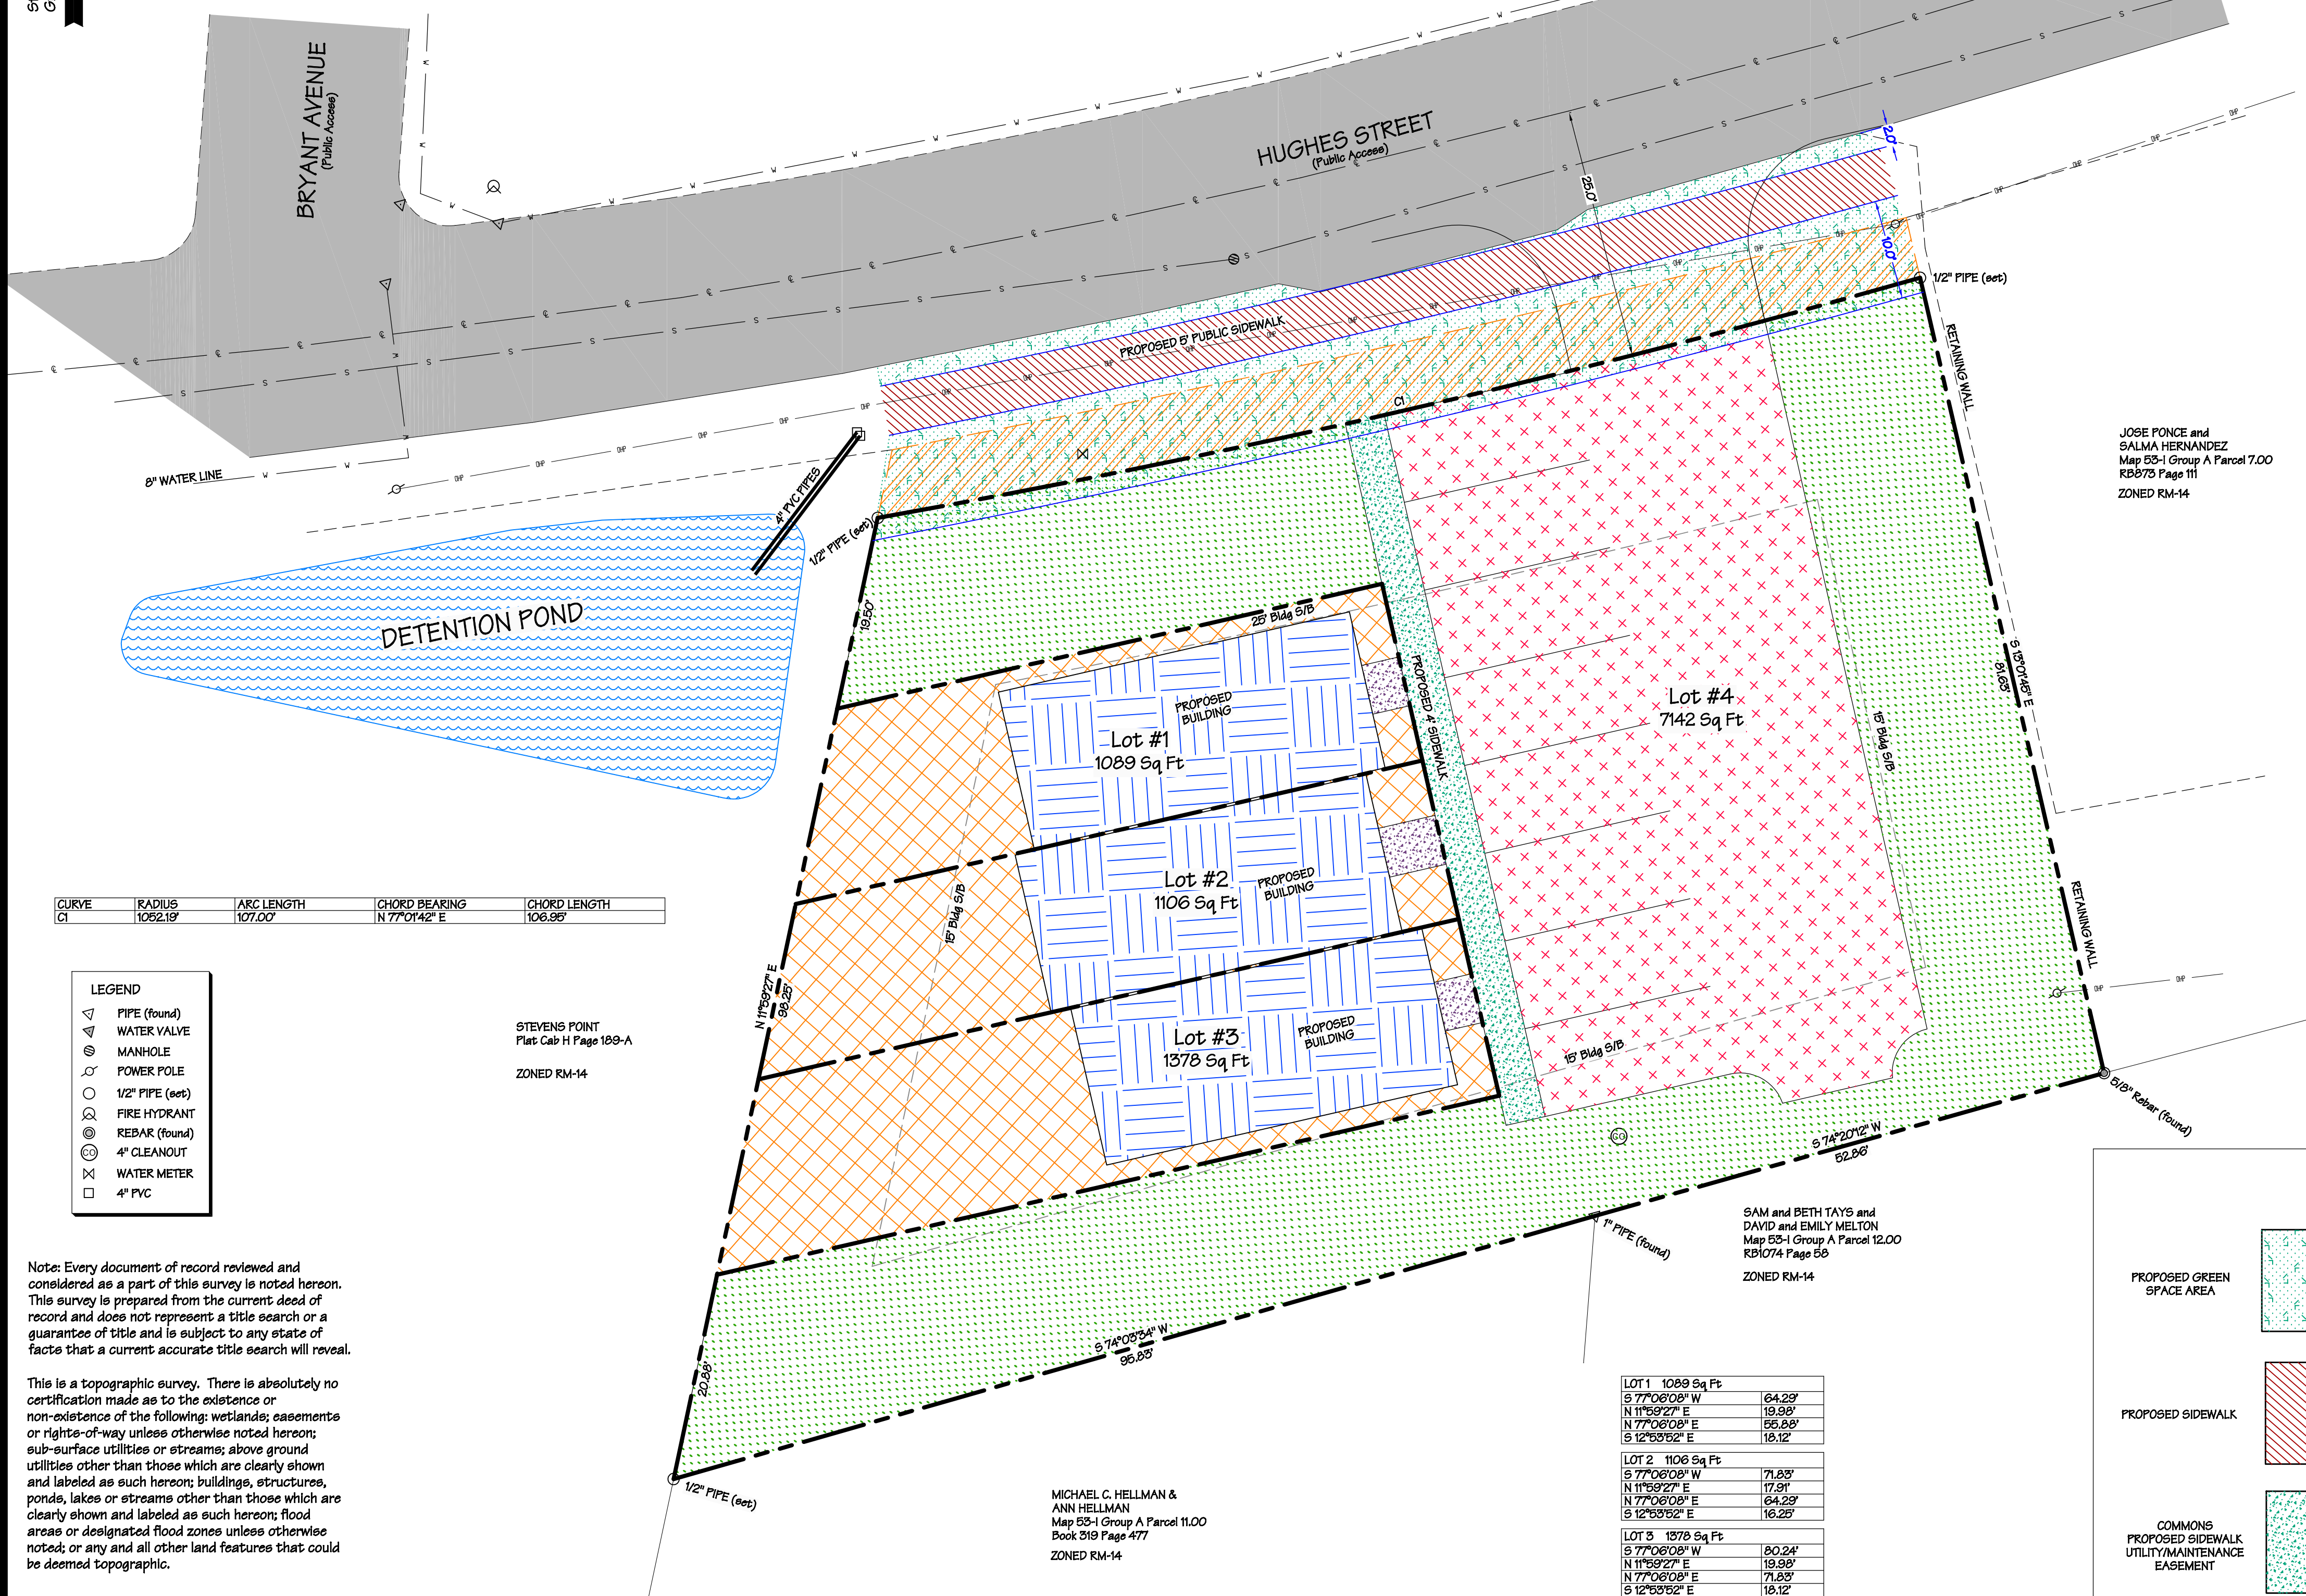 BRYANT AVENUE
(Public Access)
HUGHES STREET
(Public Access)
2.0'
25.0'
10.0'
PROPOSED 5' PUBLIC SIDEWALK
1/2" PIPE (set)
RETAINING WALL
C1
8" WATER LINE
4" PVC PIPES
1/2" PIPE (set)
JOSE PONCE and
SALMA HERNANDEZ
Map 53-I Group A Parcel 7.00
RB873 Page 111
ZONED RM-14
DETENTION POND
19.50'
25' Bldg S/B
PROPOSED
BUILDING
Lot #1
1089 Sq Ft
PROPOSED 4' SIDEWALK
Lot #4
7142 Sq Ft
15' Bldg S/B
S 13°01'45" E
81.63'
Lot #2
1106 Sq Ft
PROPOSED
BUILDING
15' Bldg S/B
RETAINING WALL
CURVE RADIUS ARC LENGTH CHORD BEARING CHORD LENGTH
C1 1052.19' 107.00' N 77°01'42" E 106.95'
N 11°59'27" E
98.25'
Lot #3
1378 Sq Ft
PROPOSED
BUILDING
15' Bldg S/B
LEGEND
PIPE (found)
WATER VALVE
MANHOLE
POWER POLE
1/2" PIPE (set)
FIRE HYDRANT
REBAR (found)
CO 4" CLEANOUT
WATER METER
4" PVC
STEVENS POINT
Plat Cab H Page 189-A
ZONED RM-14
CO
5/8" Rebar (found)
S 74°20'12" W
52.86'
1" PIPE (found)
SAM and BETH TAYS and
DAVID and EMILY MELTON
Map 53-I Group A Parcel 12.00
RB1074 Page 58
ZONED RM-14
S 74°03'34" W
95.83'
20.88'
1/2" PIPE (set)
Note: Every document of record reviewed and
considered as a part of this survey is noted hereon.
This survey is prepared from the current deed of
record and does not represent a title search or a
guarantee of title and is subject to any state of
facts that a current accurate title search will reveal.
This is a topographic survey. There is absolutely no
certification made as to the existence or
non-existence of the following: wetlands; easements
or rights-of-way unless otherwise noted hereon;
sub-surface utilities or streams; above ground
utilities other than those which are clearly shown
and labeled as such hereon; buildings, structures,
ponds, lakes or streams other than those which are
clearly shown and labeled as such hereon; flood
areas or designated flood zones unless otherwise
noted; or any and all other land features that could
be deemed topographic.
MICHAEL C. HELLMAN &
ANN HELLMAN
Map 53-I Group A Parcel 11.00
Book 319 Page 477
ZONED RM-14
LOT 1 1089 Sq Ft
S 77°06'08" W 64.29'
N 11°59'27" E 19.98'
N 77°06'08" E 55.88'
S 12°53'52" E 18.12'
LOT 2 1106 Sq Ft
S 77°06'08" W 71.83'
N 11°59'27" E 17.91'
N 77°06'08" E 64.29'
S 12°53'52" E 16.25'
LOT 3 1378 Sq Ft
S 77°06'08" W 80.24'
N 11°59'27" E 19.98'
N 77°06'08" E 71.83'
S 12°53'52" E 18.12'
PROPOSED GREEN
SPACE AREA
PROPOSED SIDEWALK
COMMONS
PROPOSED SIDEWALK
UTILITY/MAINTENANCE
EASEMENT